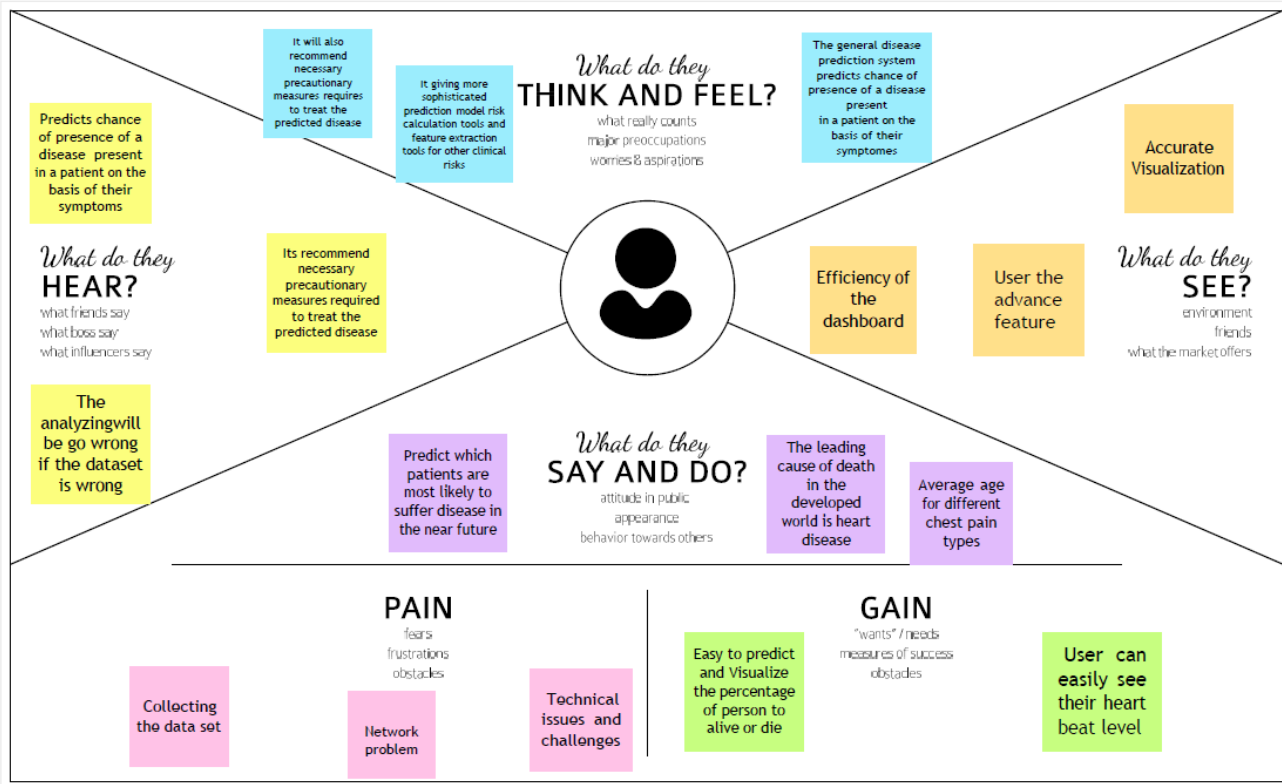 It will also
recommend
necessary
precautionary
measures requires
to treat the
predicted disease
It giving more
sophisticated
prediction model risk
calculation tools and
feature extraction
tools for other clinical
risks
What do they
THINK AND FEEL?
what really counts
major preoccupations
worries & aspirations
The general disease
prediction system
predicts chance of
presence of a disease
present
in a patient on the
basis of their
symptomes
Predicts chance
of presence of a
disease present
in a patient on the
basis of their
symptoms
What do they
HEAR?
what friends say
what boss say
what influencers say
Its recommend
necessary
precautionary
measures required
to treat the
predicted disease
The
analyzingwill
be go wrong
if the dataset
is wrong
Accurate
Visualization
Efficiency of
the
dashboard
User the
advance
feature
What do they
SEE?
environment
friends
what the market offers
Predict which
patients are
most likely to
suffer disease in
the near future
What do they
SAY AND DO?
attitude in public
appearance
behavior towards others
The leading
cause of death
in the
developed
world is heart
disease
Average age
for different
chest pain
types
PAIN
fears
frustrations
obstacles
Collecting
the data set
Network
problem
Technical
issues and
challenges
GAIN
"wants" / needs
measures of success
obstacles
Easy to predict
and Visualize
the percentage
of person to
alive or die
User can
easily see
their heart
beat level